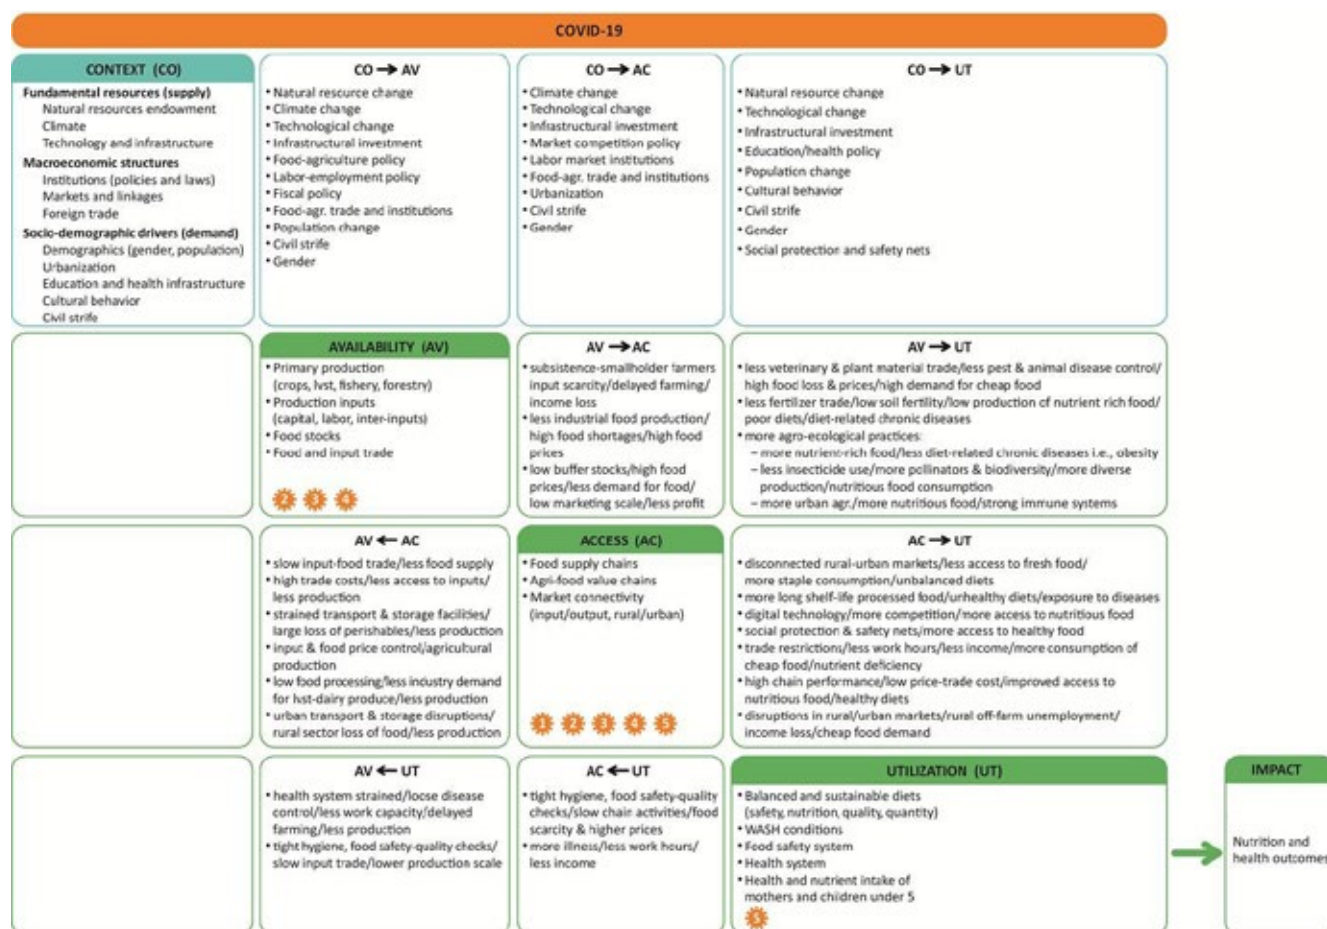 COVID-19
CONTEXT (CO)
Fundamental resources (supply)
Natural resources endowment
Climate
Technology and infrastructure
Macroeconomic structures
Institutions (policies and laws)
Markets and linkages
Foreign trade
Socio-demographic drivers (demand)
Demographics (gender, population)
Urbanization
Education and health infrastructure
Cultural behavior
Civil strife
CO → AV
• Natural resource change
• Climate change
• Technological change
• Infrastructural investment
• Food-agriculture policy
• Labor-employment policy
• Fiscal policy
• Food-agr. trade and institutions
• Population change
• Civil strife
• Gender
CO → AC
• Climate change
• Technological change
• Infrastructural investment
• Market competition policy
• Labor market institutions
• Food-agr. trade and institutions
• Urbanization
• Civil strife
• Gender
CO → UT
• Natural resource change
• Technological change
• Infrastructural investment
• Education/health policy
• Population change
• Cultural behavior
• Civil strife
• Gender
• Social protection and safety nets
AVAILABILITY (AV)
• Primary production
(crops, lvst, fishery, forestry)
• Production inputs
(capital, labor, inter-inputs)
• Food stocks
• Food and input trade
2 3 4
AV → AC
• subsistence-smallholder farmers
input scarcity/delayed farming/
income loss
• less industrial food production/
high food shortages/high food
prices
• low buffer stocks/high food
prices/less demand for food/
low marketing scale/less profit
AV → UT
• less veterinary & plant material trade/less pest & animal disease control/
high food loss & prices/high demand for cheap food
• less fertilizer trade/low soil fertility/low production of nutrient rich food/
poor diets/diet-related chronic diseases
• more agro-ecological practices:
– more nutrient-rich food/less diet-related chronic diseases i.e., obesity
– less insecticide use/more pollinators & biodiversity/more diverse
production/nutritious food consumption
– more urban agr./more nutritious food/strong immune systems
AV ← AC
• slow input-food trade/less food supply
• high trade costs/less access to inputs/
less production
• strained transport & storage facilities/
large loss of perishables/less production
• input & food price control/agricultural
production
• low food processing/less industry demand
for lvst-dairy produce/less production
• urban transport & storage disruptions/
rural sector loss of food/less production
ACCESS (AC)
• Food supply chains
• Agri-food value chains
• Market connectivity
(input/output, rural/urban)
1 2 3 4 5
AC → UT
• disconnected rural-urban markets/less access to fresh food/
more staple consumption/unbalanced diets
• more long shelf-life processed food/unhealthy diets/exposure to diseases
• digital technology/more competition/more access to nutritious food
• social protection & safety nets/more access to healthy food
• trade restrictions/less work hours/less income/more consumption of
cheap food/nutrient deficiency
• high chain performance/low price-trade cost/improved access to
nutritious food/healthy diets
• disruptions in rural/urban markets/rural off-farm unemployment/
income loss/cheap food demand
AV ← UT
• health system strained/loose disease
control/less work capacity/delayed
farming/less production
• tight hygiene, food safety-quality checks/
slow input trade/lower production scale
AC ← UT
• tight hygiene, food safety-quality
checks/slow chain activities/food
scarcity & higher prices
• more illness/less work hours/
less income
UTILIZATION (UT)
• Balanced and sustainable diets
(safety, nutrition, quality, quantity)
• WASH conditions
• Food safety system
• Health system
• Health and nutrient intake of
mothers and children under 5
5
IMPACT
Nutrition and
health outcomes